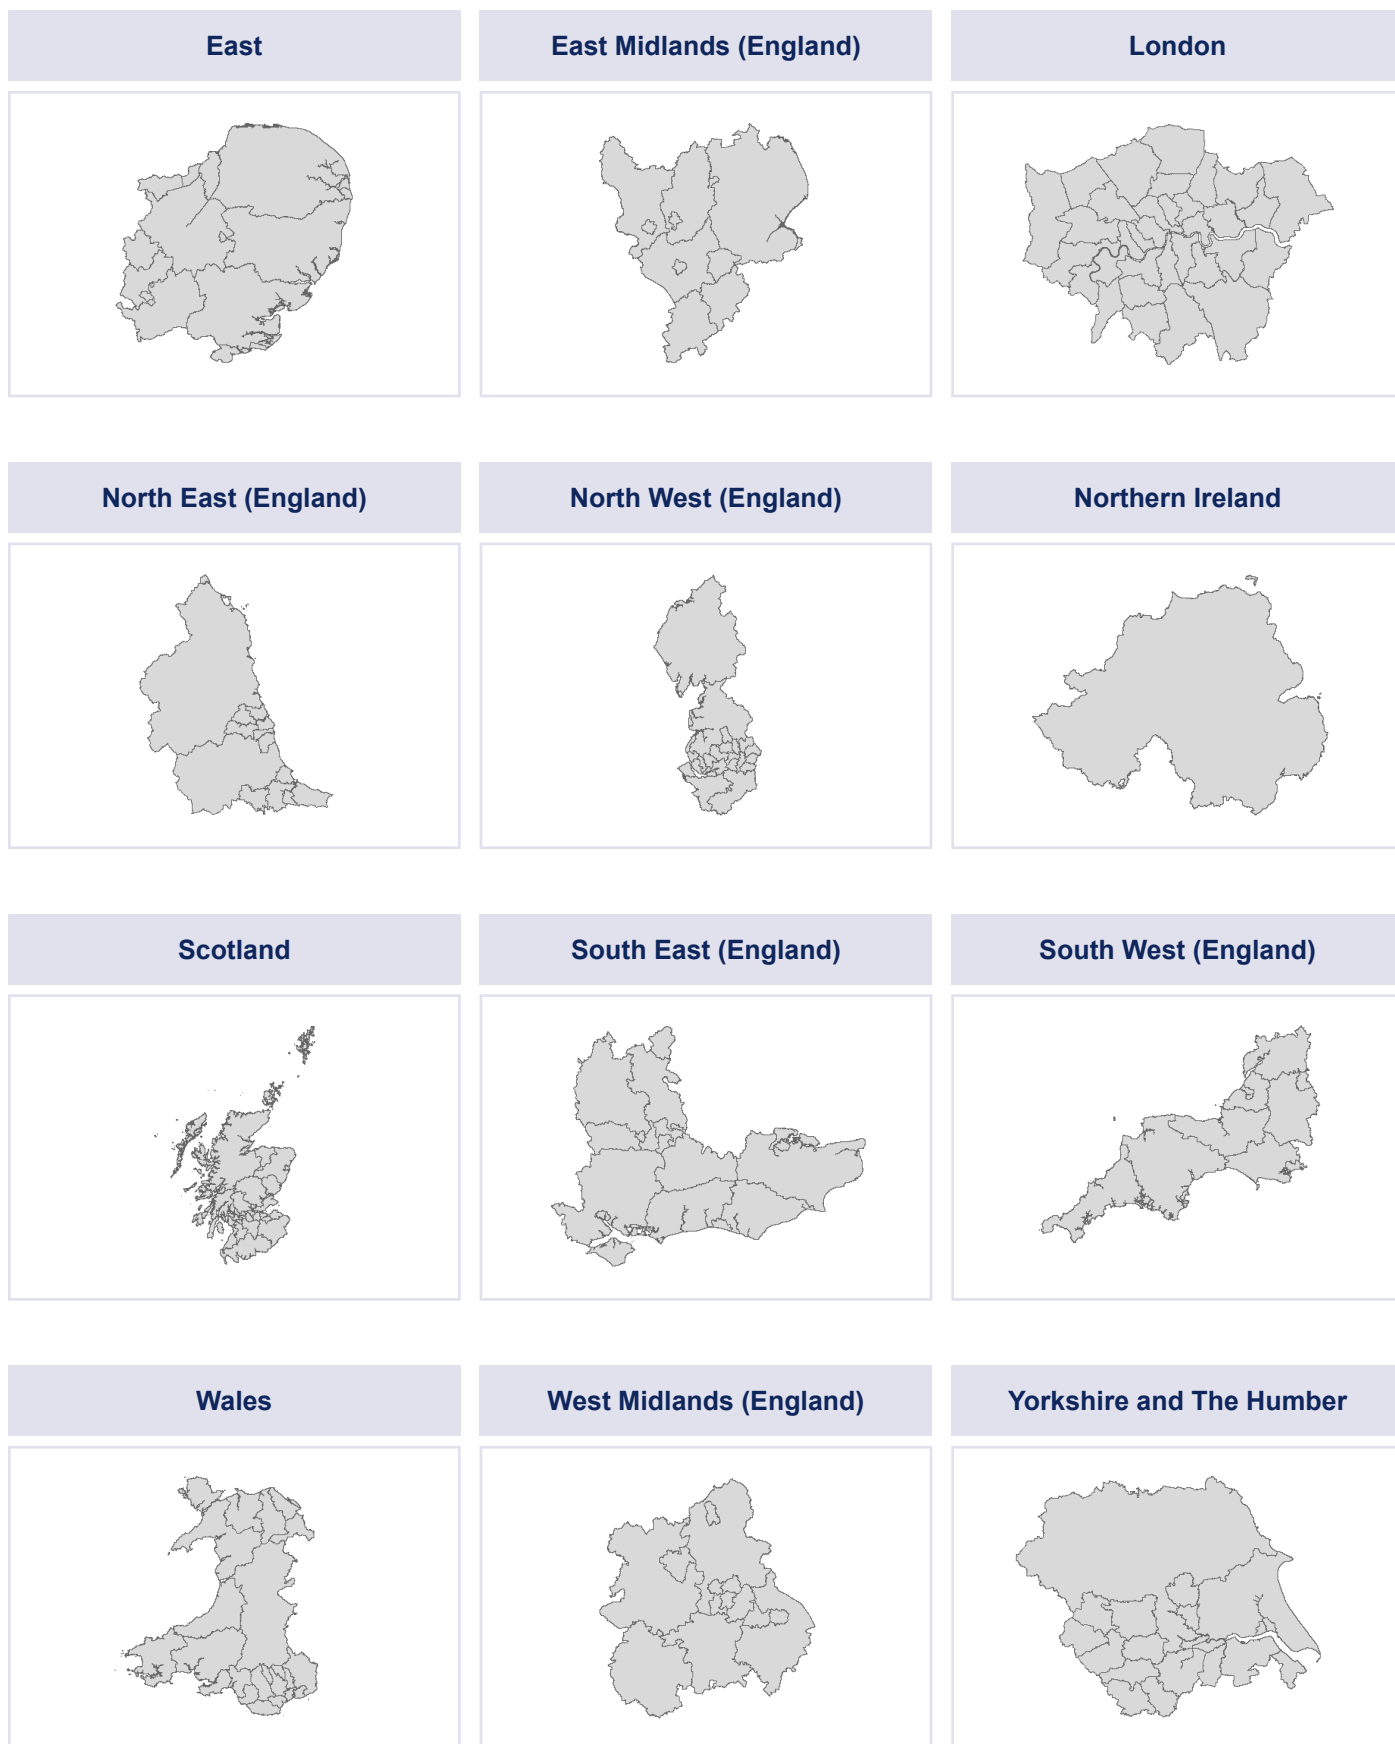 East
East Midlands (England)
London
North East (England)
North West (England)
Northern Ireland
Scotland
South East (England)
South West (England)
Wales
West Midlands (England)
Yorkshire and The Humber